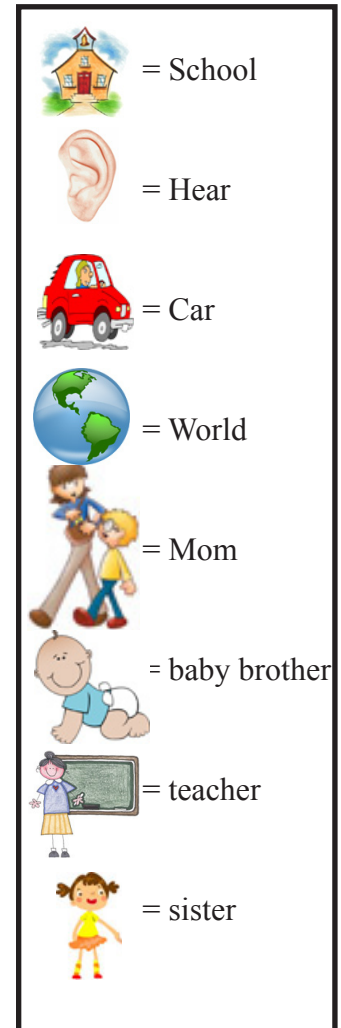 = School
= Hear
= Car
= World
= Mom
= baby brother
= teacher
= sister